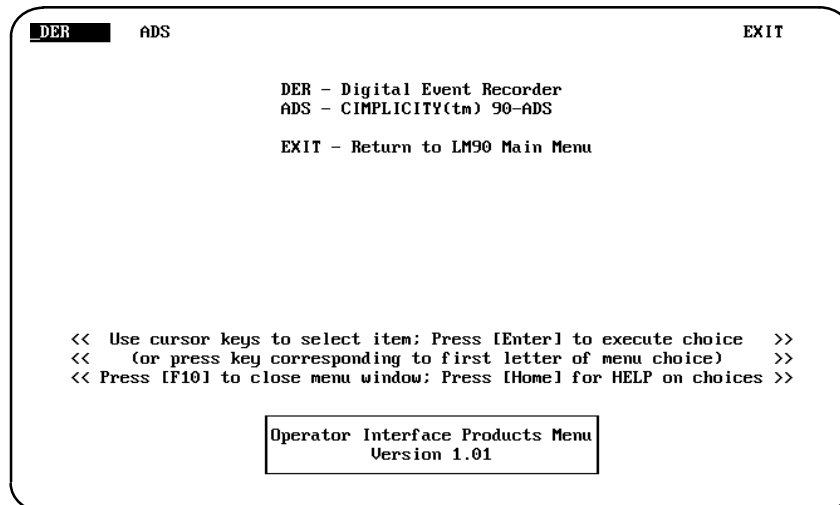 _DER ADS EXIT
DER - Digital Event Recorder
ADS - CIMPLICITY(tm) 90-ADS
EXIT - Return to LM90 Main Menu
<< Use cursor keys to select item; Press [Enter] to execute choice >>
<< (or press key corresponding to first letter of menu choice) >>
<< Press [F10] to close menu window; Press [Home] for HELP on choices >>
Operator Interface Products Menu
Version 1.01